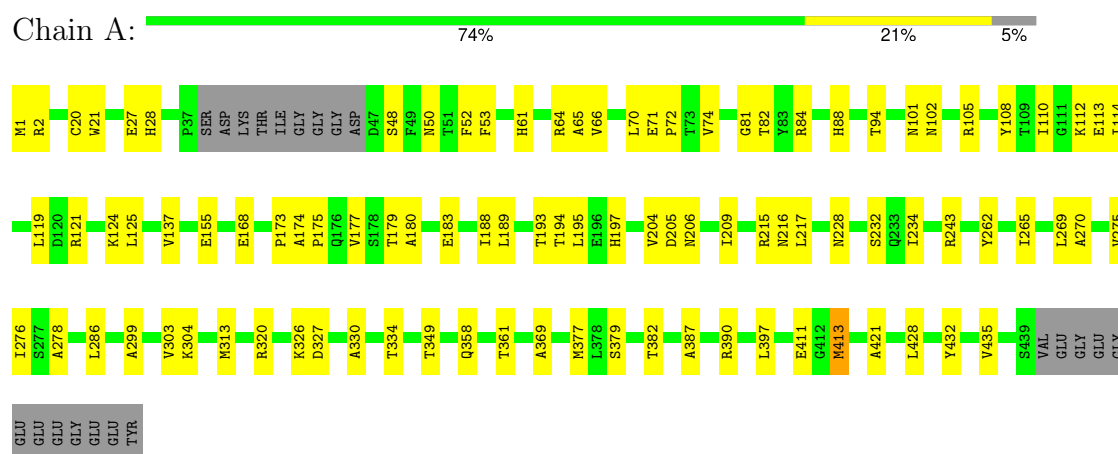 Chain A:
74% 21% 5%
M1 R2 C20 W21 E27 H28 P37 SER ASP LYS THR ILE GLY GLY GLY ASP D47 S48 F49 N50 T51 F52 F53 H61 R64 A65 V66 L70 E71 P72 T73 V74 G81 T82 Y83 R84 H88 T94 N101 N102 R105 Y108 T109 I110 G111 K112 E113
L119 D120 R121 K124 L125 V137 E155 E168 P173 A174 P175 Q176 V177 S178 T179 A180 E183 I188 L189 T193 T194 L195 E196 H197 V204 D205 N206 I209 R215 N216 L217 N228 S232 Q233 I234 R243 Y262 I265 L269 A270
I276 S277 A278 L286 A299 V303 K304 M313 R320 K326 D327 A330 T334 T349 Q358 T361 A369 M377 L378 S379 T382 A387 R390 L397 E411 G412 M413 A421 L428 Y432 V435 S439 VAL GLU GLY GLU
GLU GLU GLU GLY GLU GLU TYR